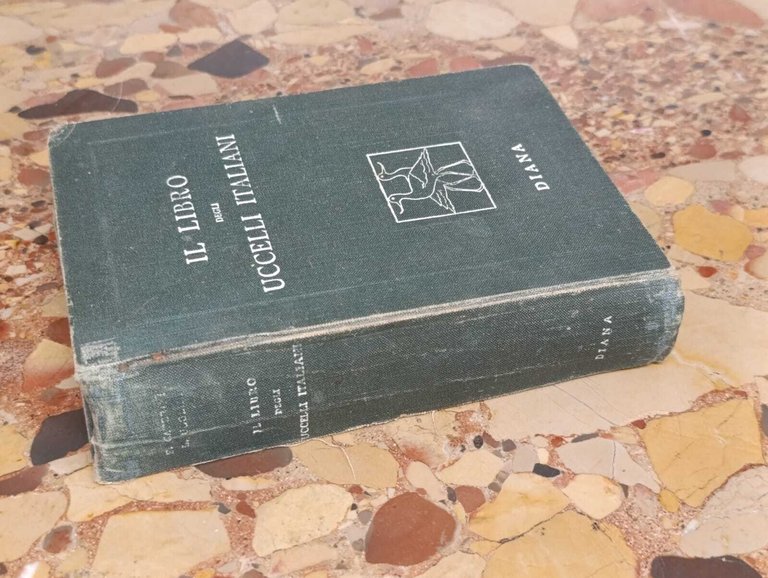 IL LIBRO
DEGLI
UCCELLI ITALIANI
DIANA
IL LIBRO
DEGLI
UCCELLI ITALIANI
DIANA